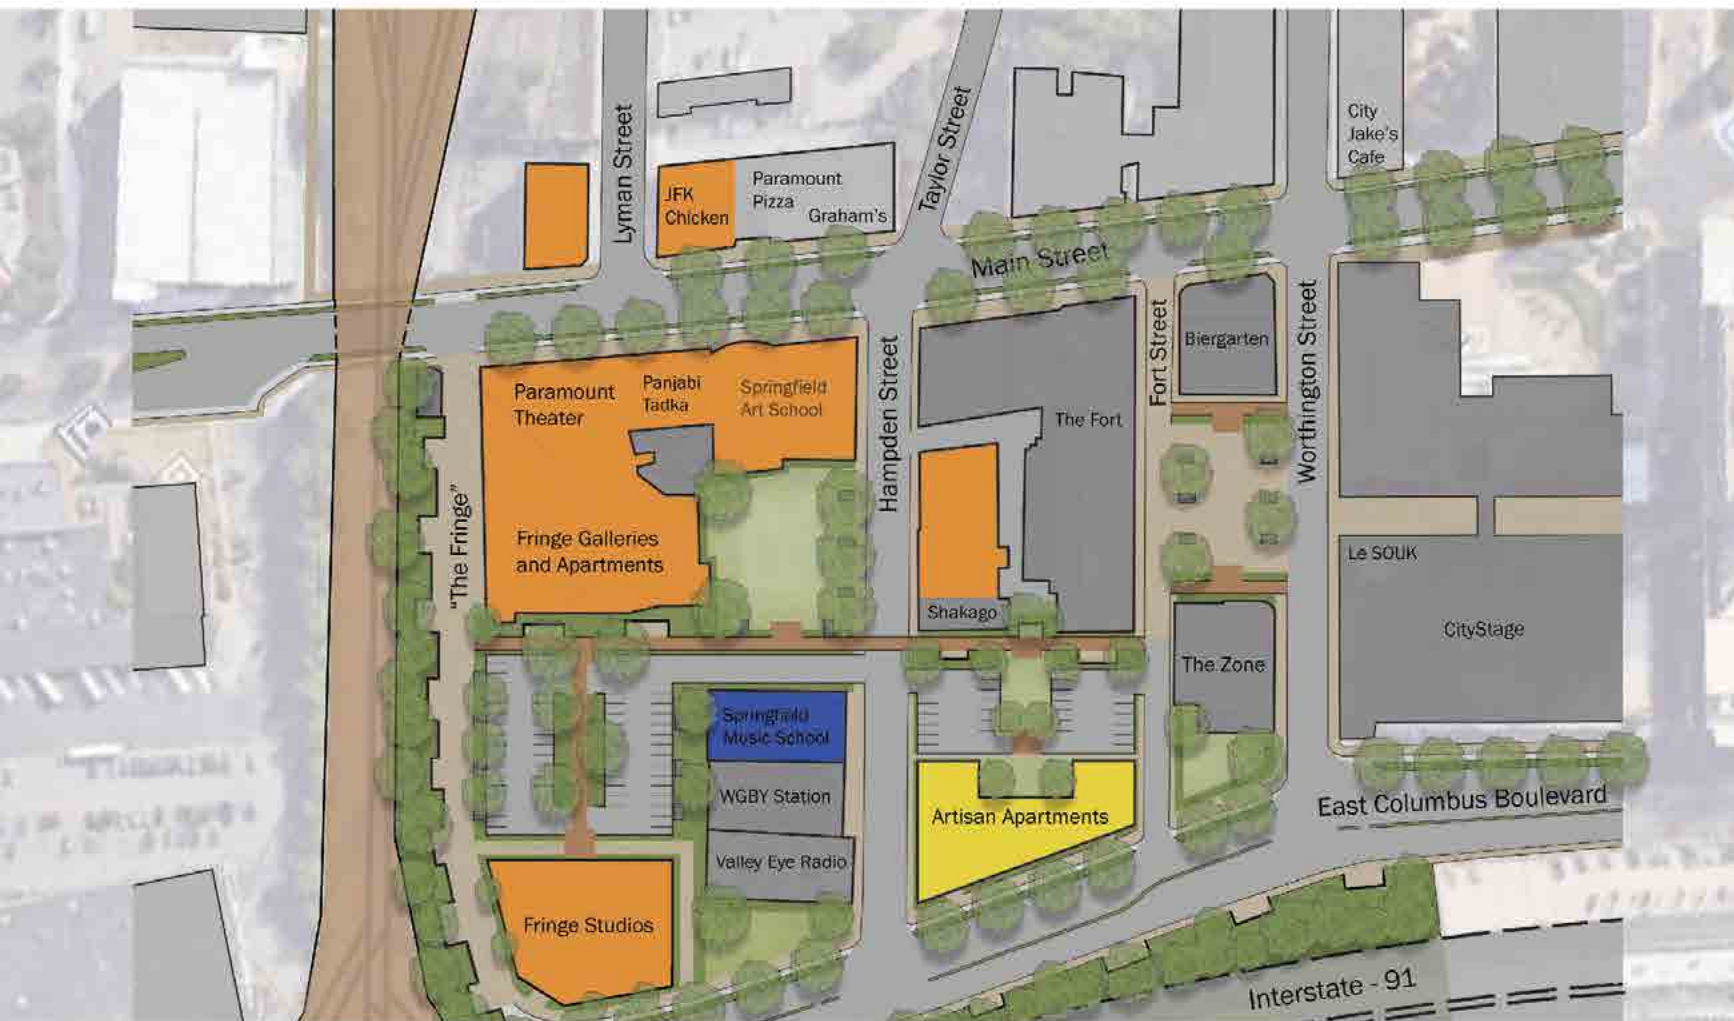 Lyman Street
JFK
Chicken
Paramount
Pizza
Graham's
Taylor Street
City
Jake's
Cafe
Main Street
Paramount
Theater
Panjabi
Tadka
Springfield
Art School
Hampden Street
The Fort
Fort Street
Biergarten
Worthington Street
"The Fringe"
Fringe Galleries
and Apartments
Shakago
Le SOUK
CityStage
The Zone
Springfield
Music School
WGBY Station
Valley Eye Radio
Artisan Apartments
East Columbus Boulevard
Fringe Studios
Interstate - 91